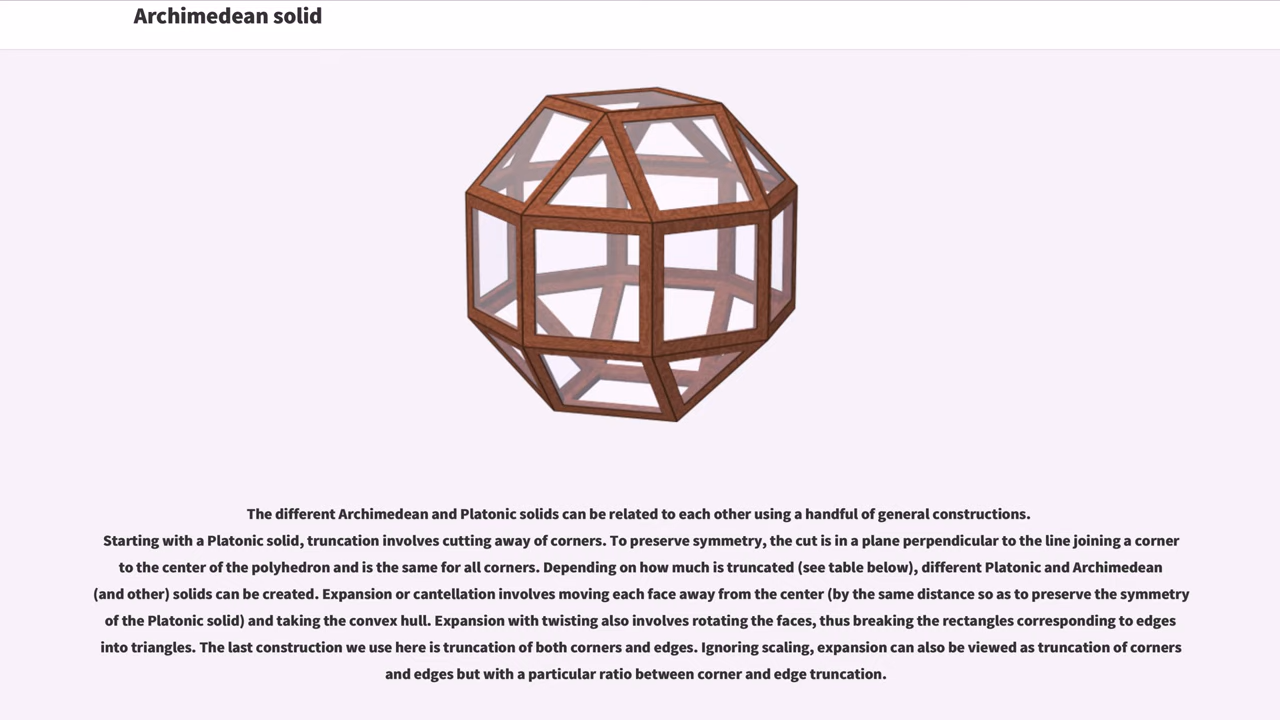 Archimedean solid
The different Archimedean and Platonic solids can be related to each other using a handful of general constructions.
Starting with a Platonic solid, truncation involves cutting away of corners. To preserve symmetry, the cut is in a plane perpendicular to the line joining a corner
to the center of the polyhedron and is the same for all corners. Depending on how much is truncated (see table below), different Platonic and Archimedean
(and other) solids can be created. Expansion or cantellation involves moving each face away from the center (by the same distance so as to preserve the symmetry
of the Platonic solid) and taking the convex hull. Expansion with twisting also involves rotating the faces, thus breaking the rectangles corresponding to edges
into triangles. The last construction we use here is truncation of both corners and edges. Ignoring scaling, expansion can also be viewed as truncation of corners
and edges but with a particular ratio between corner and edge truncation.